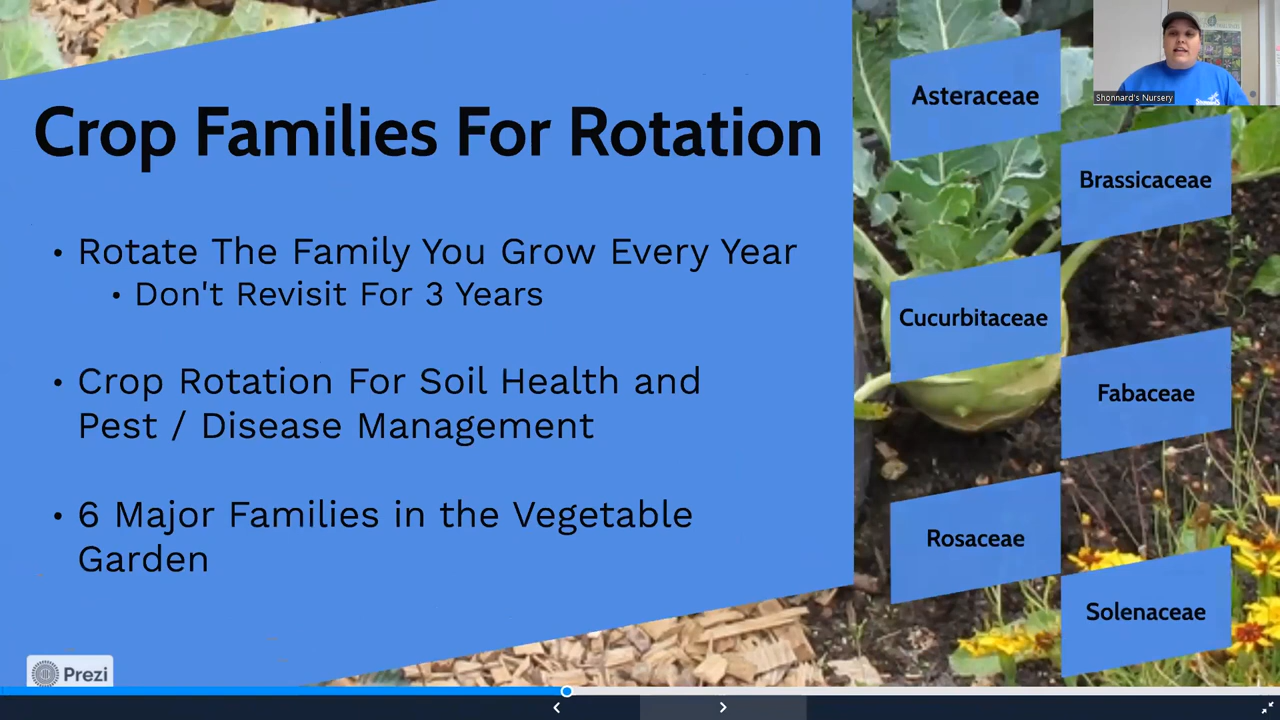 Crop Families For Rotation
• Rotate The Family You Grow Every Year
• Don't Revisit For 3 Years
• Crop Rotation For Soil Health and
Pest / Disease Management
• 6 Major Families in the Vegetable
Garden
Asteraceae
Brassicaceae
Cucurbitaceae
Fabaceae
Rosaceae
Solenaceae
Shonnard's Nursery
Prezi